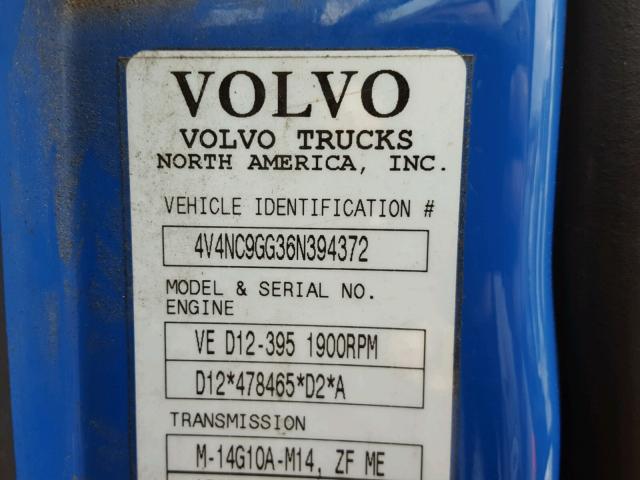 VOLVO
VOLVO TRUCKS
NORTH AMERICA, INC.
VEHICLE IDENTIFICATION #
4V4NC9GG36N394372
MODEL & SERIAL NO.
ENGINE
VE D12-395 1900RPM
D12*478465*D2*A
TRANSMISSION
M-14G10A-M14, ZF ME